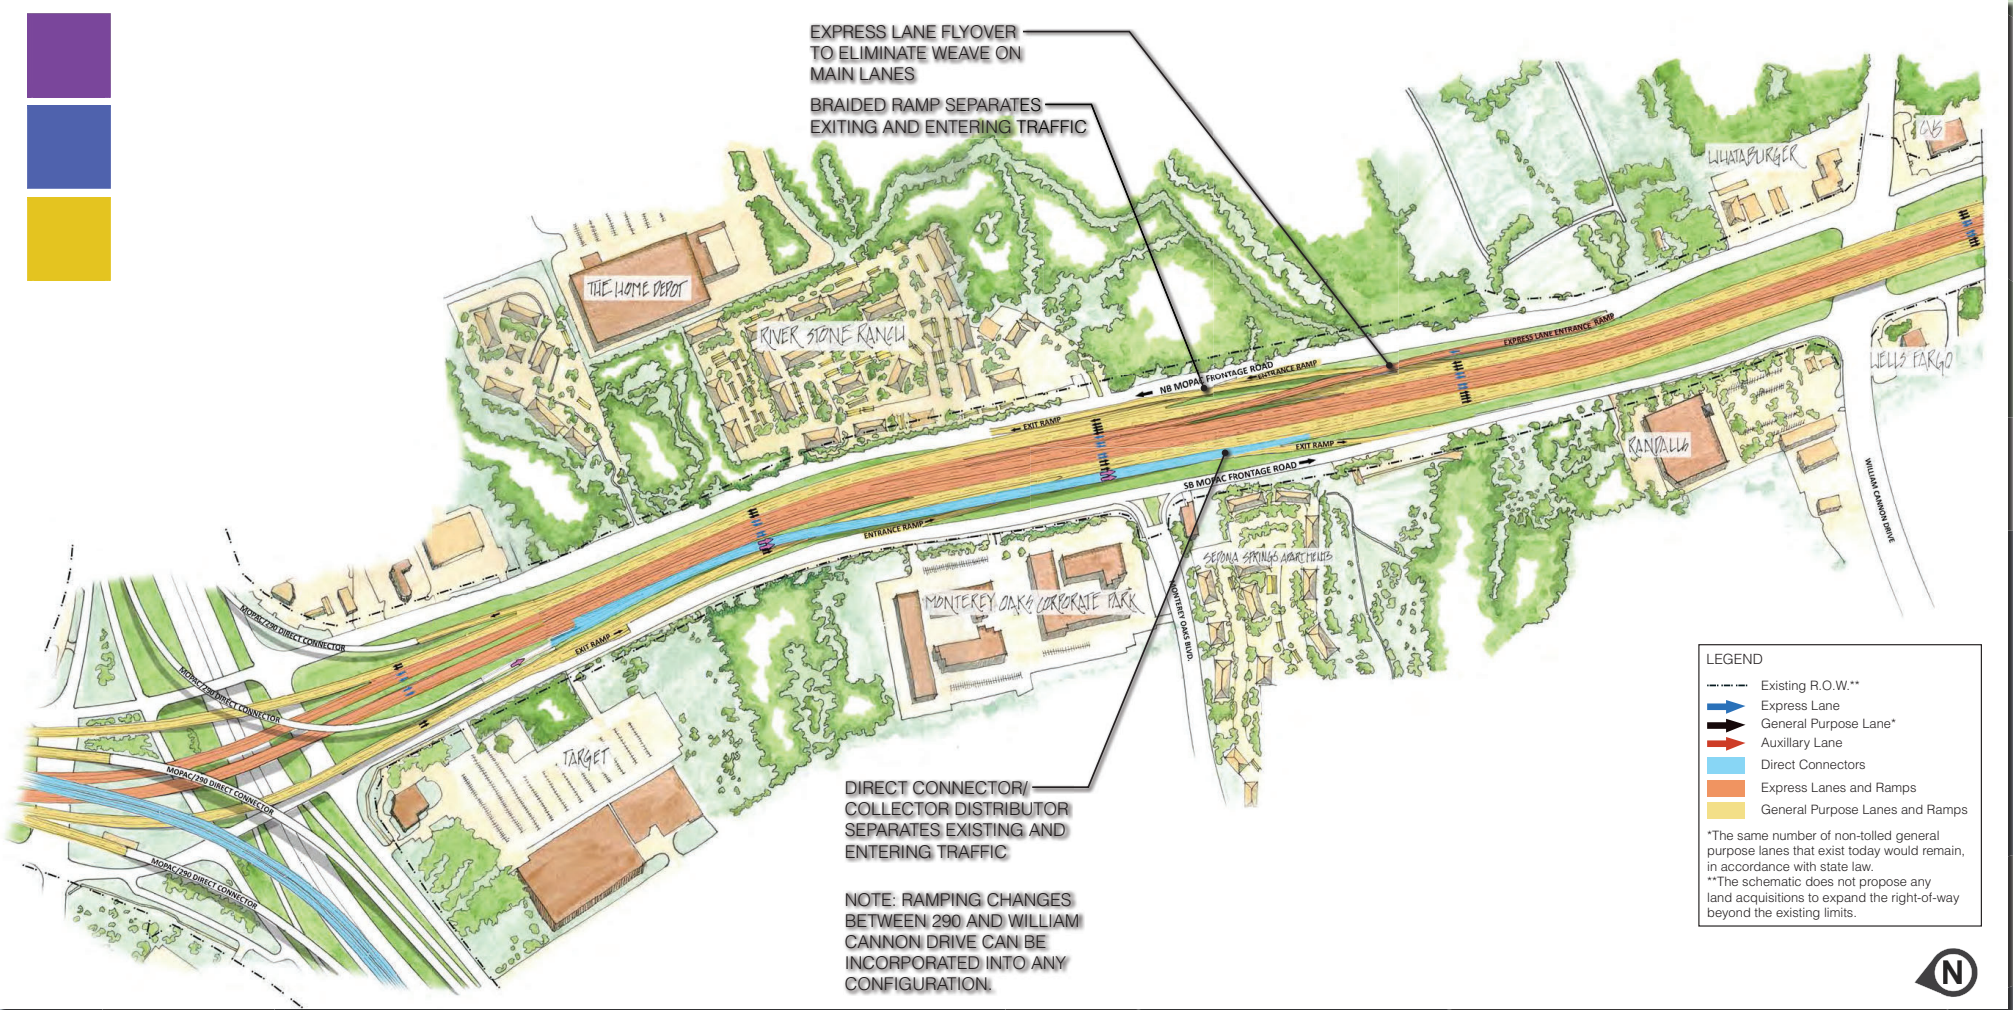 EXPRESS LANE FLYOVER
TO ELIMINATE WEAVE ON
MAIN LANES
BRAIDED RAMP SEPARATES
EXITING AND ENTERING TRAFFIC
CVS
WHATABURGER
THE HOME DEPOT
RIVER STONE RANCH
EXPRESS LANE ENTRANCE RAMP
WELLS FARGO
NB MOPAC FRONTAGE ROAD
ENTRANCE RAMP
EXIT RAMP
EXIT RAMP
RANDALLS
SB MOPAC FRONTAGE ROAD
WILLIAM CANNON DRIVE
ENTRANCE RAMP
SEDONA SPRINGS APARTMENTS
MONTEREY OAKS CORPORATE PARK
MONTEREY OAKS BLVD.
MOPAC/290 DIRECT CONNECTOR
EXIT RAMP
MOPAC/290 DIRECT CONNECTOR
TARGET
MOPAC/290 DIRECT CONNECTOR
MOPAC/290 DIRECT CONNECTOR
DIRECT CONNECTOR/
COLLECTOR DISTRIBUTOR
SEPARATES EXISTING AND
ENTERING TRAFFIC
NOTE: RAMPING CHANGES
BETWEEN 290 AND WILLIAM
CANNON DRIVE CAN BE
INCORPORATED INTO ANY
CONFIGURATION.
LEGEND
Existing R.O.W.**
Express Lane
General Purpose Lane*
Auxillary Lane
Direct Connectors
Express Lanes and Ramps
General Purpose Lanes and Ramps
*The same number of non-tolled general
purpose lanes that exist today would remain,
in accordance with state law.
**The schematic does not propose any
land acquisitions to expand the right-of-way
beyond the existing limits.
N